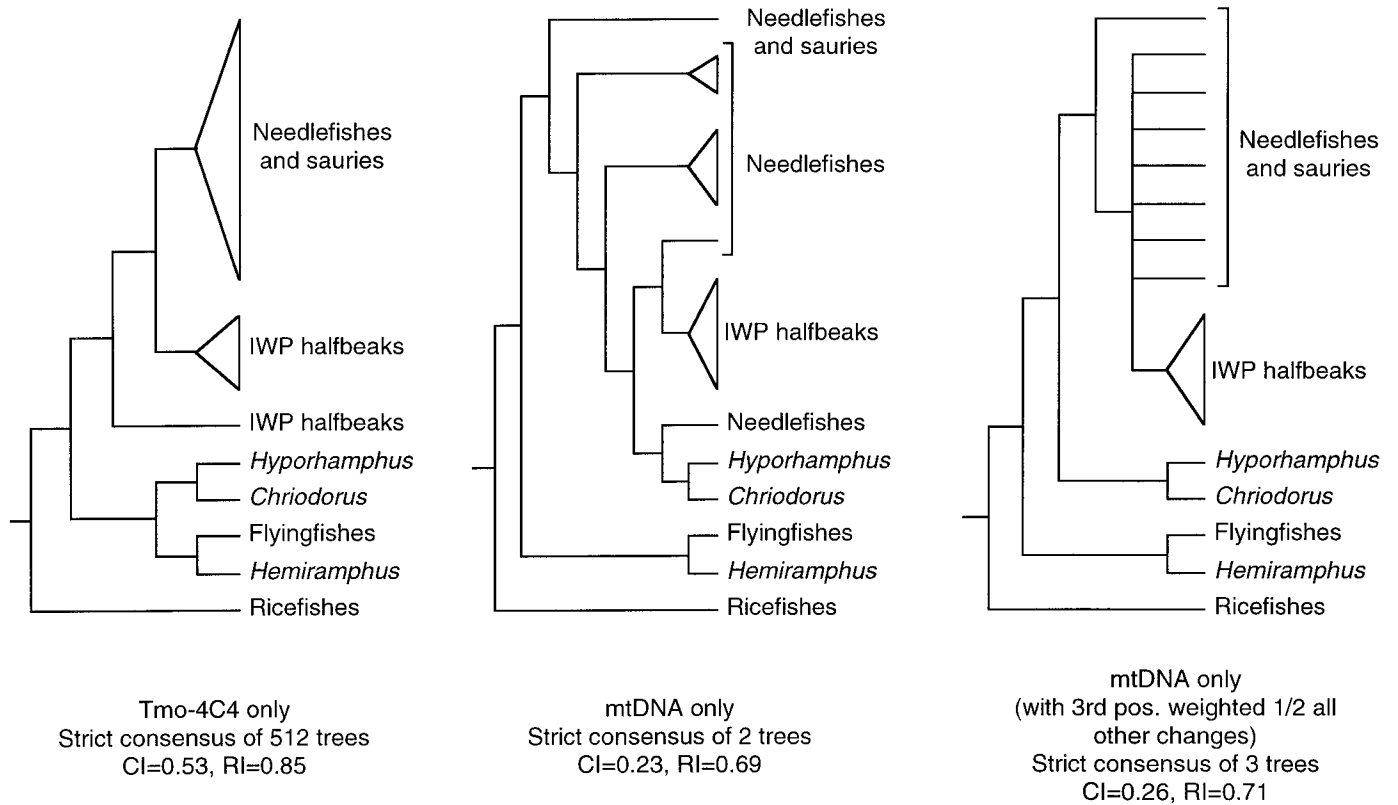 Needlefishes
and sauries
IWP halfbeaks
IWP halfbeaks
Hyporhamphus
Chriodorus
Flyingfishes
Hemiramphus
Ricefishes
Tmo-4C4 only
Strict consensus of 512 trees
CI=0.53, RI=0.85
Needlefishes
and sauries
Needlefishes
IWP halfbeaks
Needlefishes
Hyporhamphus
Chriodorus
Flyingfishes
Hemiramphus
Ricefishes
mtDNA only
Strict consensus of 2 trees
CI=0.23, RI=0.69
Needlefishes
and sauries
IWP halfbeaks
Hyporhamphus
Chriodorus
Flyingfishes
Hemiramphus
Ricefishes
mtDNA only
(with 3rd pos. weighted 1/2 all
other changes)
Strict consensus of 3 trees
CI=0.26, RI=0.71